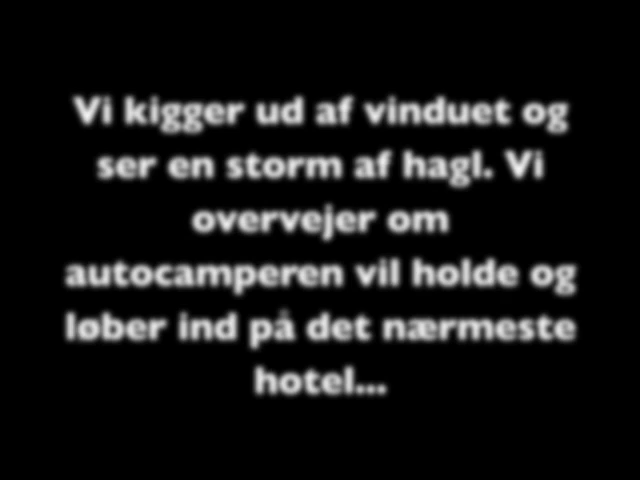 Vi kigger ud af vinduet og
ser en storm af hagl. Vi
overvejer om
autocamperen vil holde og
løber ind på det nærmeste
hotel...